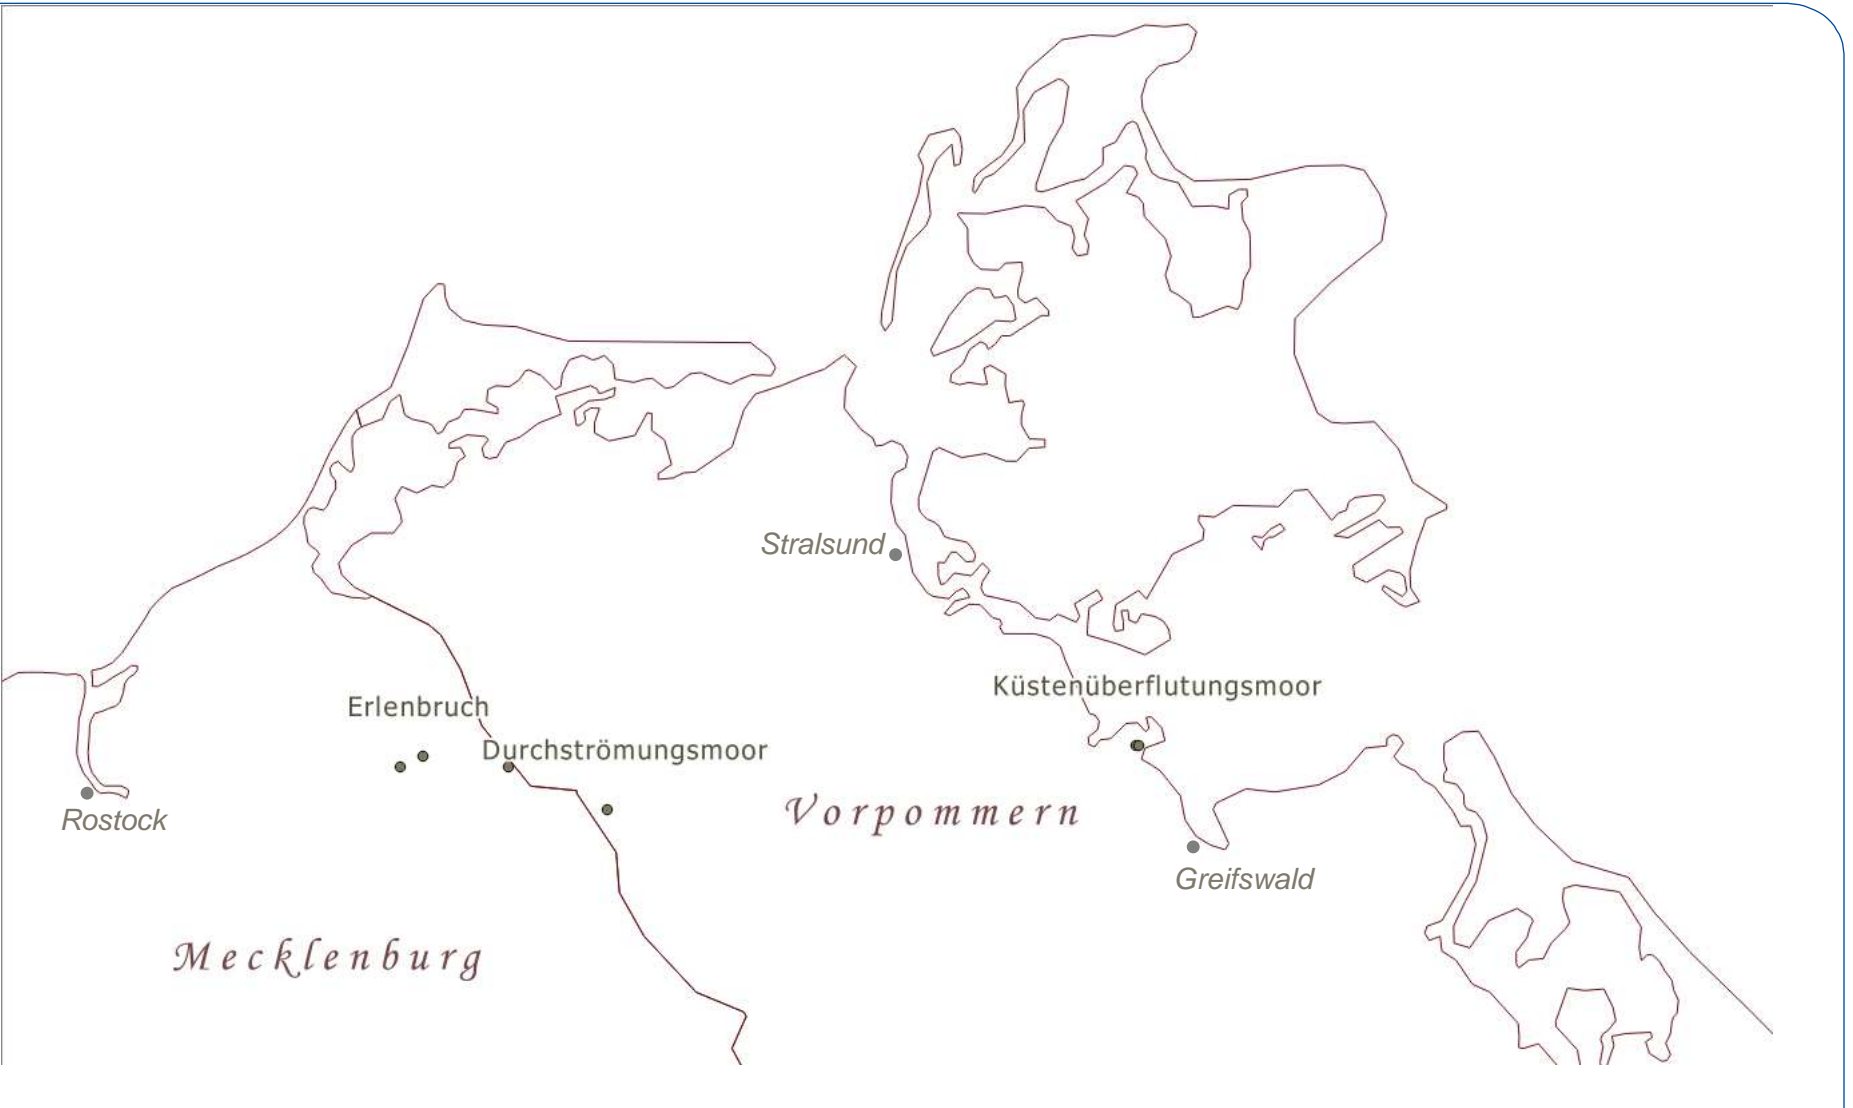 Stralsund
Küstenüberflutungsmoor
Erlenbruch
Durchströmungsmoor
Rostock
Vorpommern
Greifswald
Mecklenburg